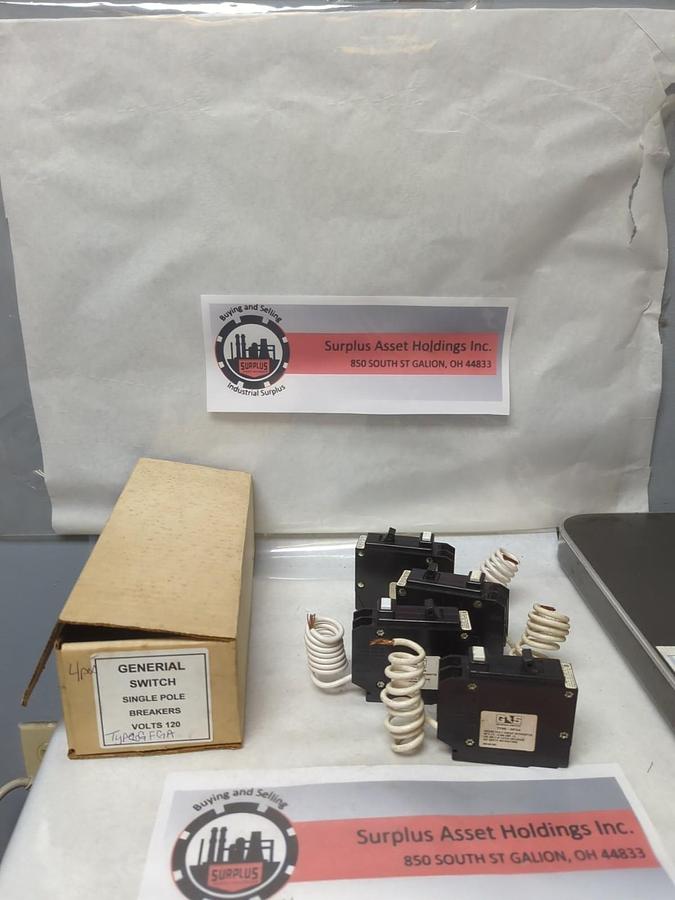 Buying and Selling
SURPLUS
Industrial Surplus
Surplus Asset Holdings Inc.
850 SOUTH ST GALION, OH 44833
GENERIAL
SWITCH
SINGLE POLE
BREAKERS
VOLTS 120
Buying and Selling
SURPLUS
Surplus Asset Holdings Inc.
850 SOUTH ST GALION, OH 44833